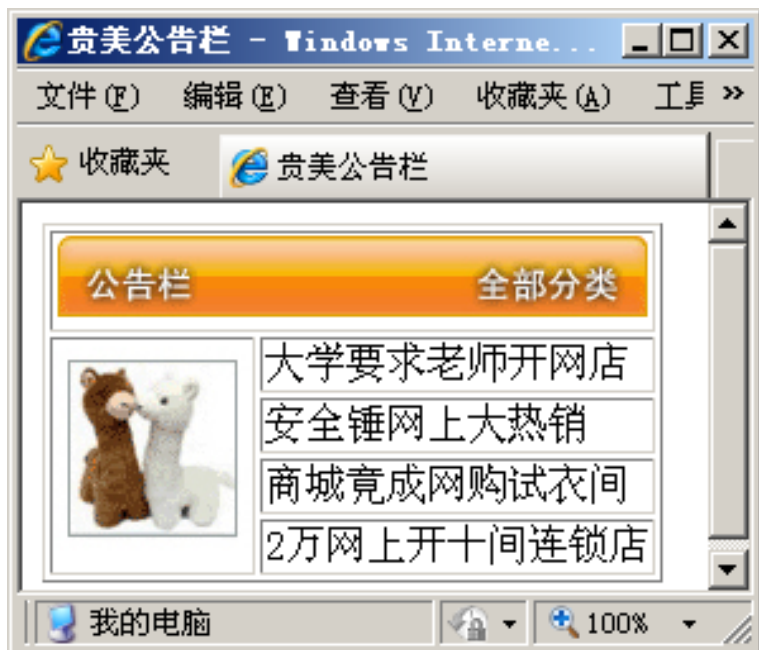 贵美公告栏 - Windows Interne...
文件(F) 编辑(E) 查看(V) 收藏夹(A) 工具 »
收藏夹 贵美公告栏
公告栏 全部分类
大学要求老师开网店
安全锤网上大热销
商城竟成网购试衣间
2万网上开十间连锁店
我的电脑 100%